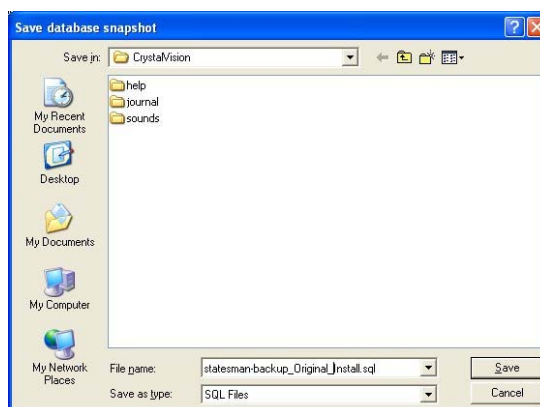 Save database snapshot
Save in: CrystalVision
help
journal
sounds
My Recent
Documents
Desktop
My Documents
My Computer
My Network
Places
File name: statesman-backup_Original_Install.sql
Save
Save as type: SQL Files
Cancel